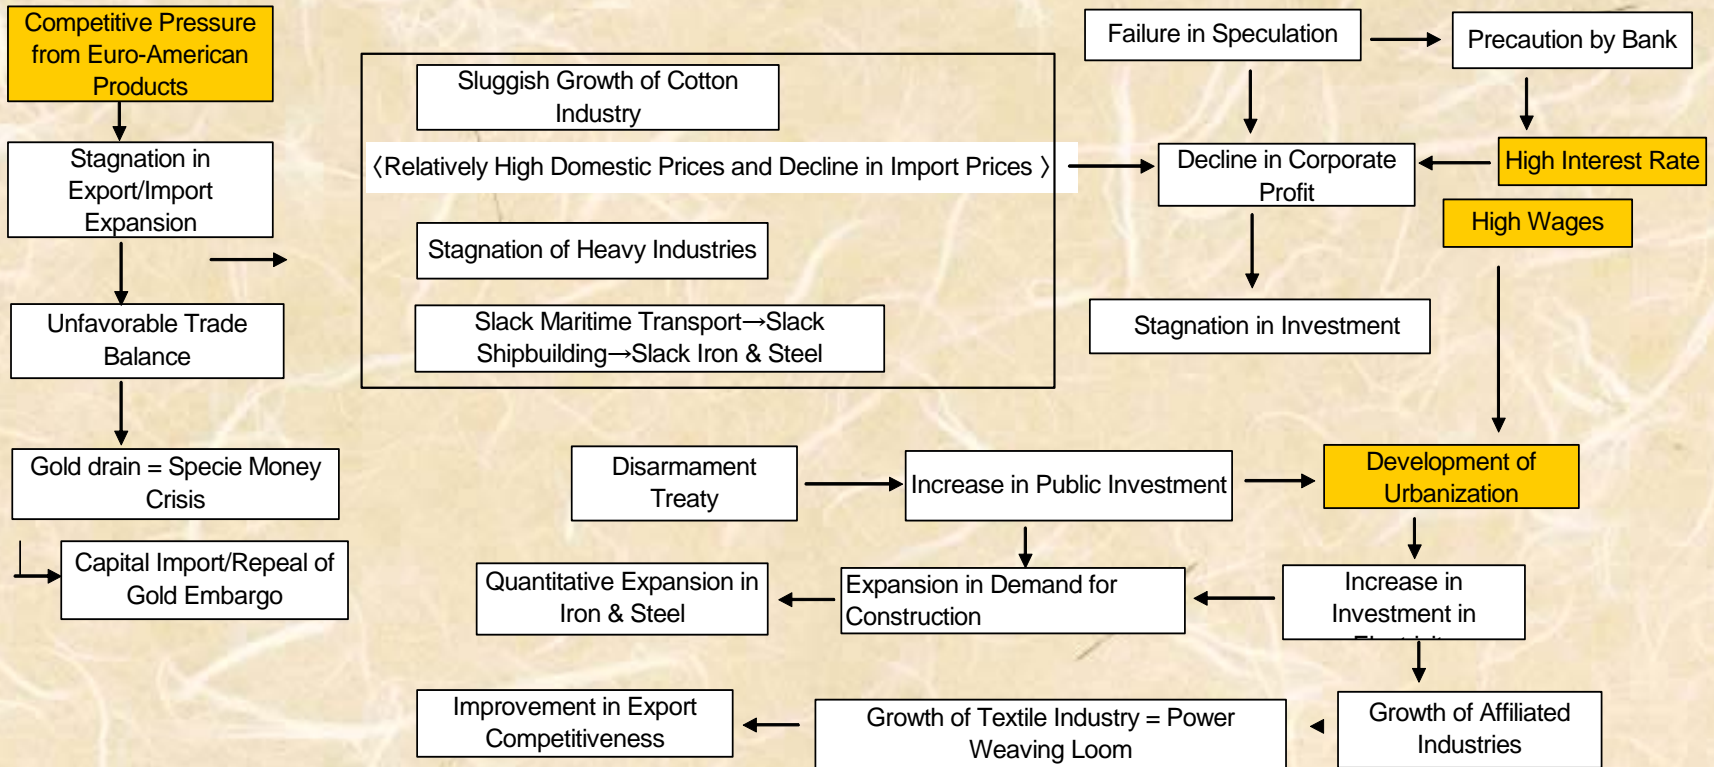 Competitive Pressure
from Euro-American
Products
Stagnation in
Export/Import
Expansion
Unfavorable Trade
Balance
Gold drain = Specie Money
Crisis
Capital Import/Repeal of
Gold Embargo
Sluggish Growth of Cotton
Industry
〈Relatively High Domestic Prices and Decline in Import Prices 〉
Stagnation of Heavy Industries
Slack Maritime Transport→Slack
Shipbuilding→Slack Iron & Steel
Failure in Speculation
Precaution by Bank
Decline in Corporate
Profit
High Interest Rate
High Wages
Stagnation in Investment
Disarmament
Treaty
Increase in Public Investment
Development of
Urbanization
Quantitative Expansion in
Iron & Steel
Expansion in Demand for
Construction
Increase in
Investment in
Improvement in Export
Competitiveness
Growth of Textile Industry = Power
Weaving Loom
Growth of Affiliated
Industries